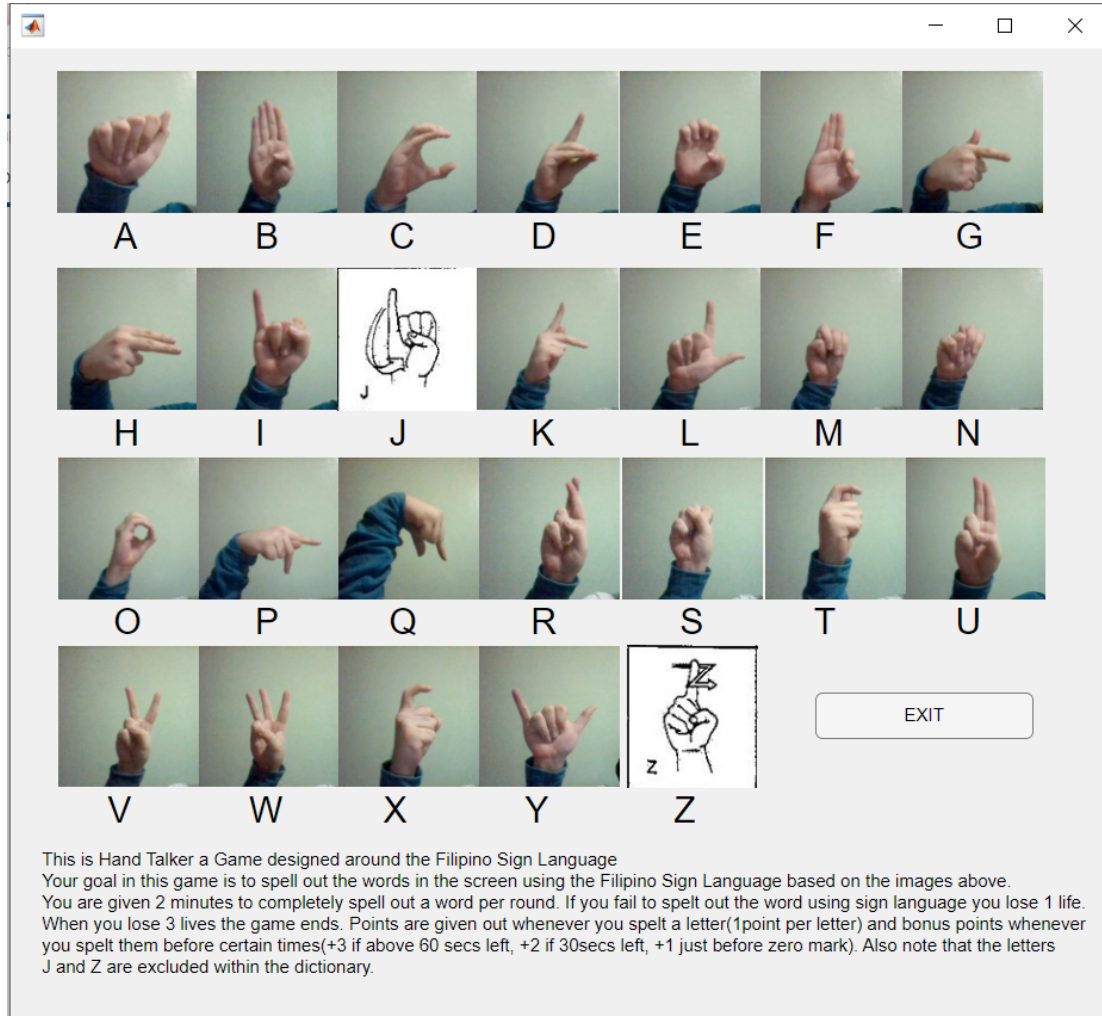 A B C D E F G
H I J K L M N
J
O P Q R S T U
V W X Y Z
Z
Z
EXIT
This is Hand Talker a Game designed around the Filipino Sign Language
Your goal in this game is to spell out the words in the screen using the Filipino Sign Language based on the images above.
You are given 2 minutes to completely spell out a word per round. If you fail to spelt out the word using sign language you lose 1 life.
When you lose 3 lives the game ends. Points are given out whenever you spelt a letter(1point per letter) and bonus points whenever
you spelt them before certain times(+3 if above 60 secs left, +2 if 30secs left, +1 just before zero mark). Also note that the letters
J and Z are excluded within the dictionary.